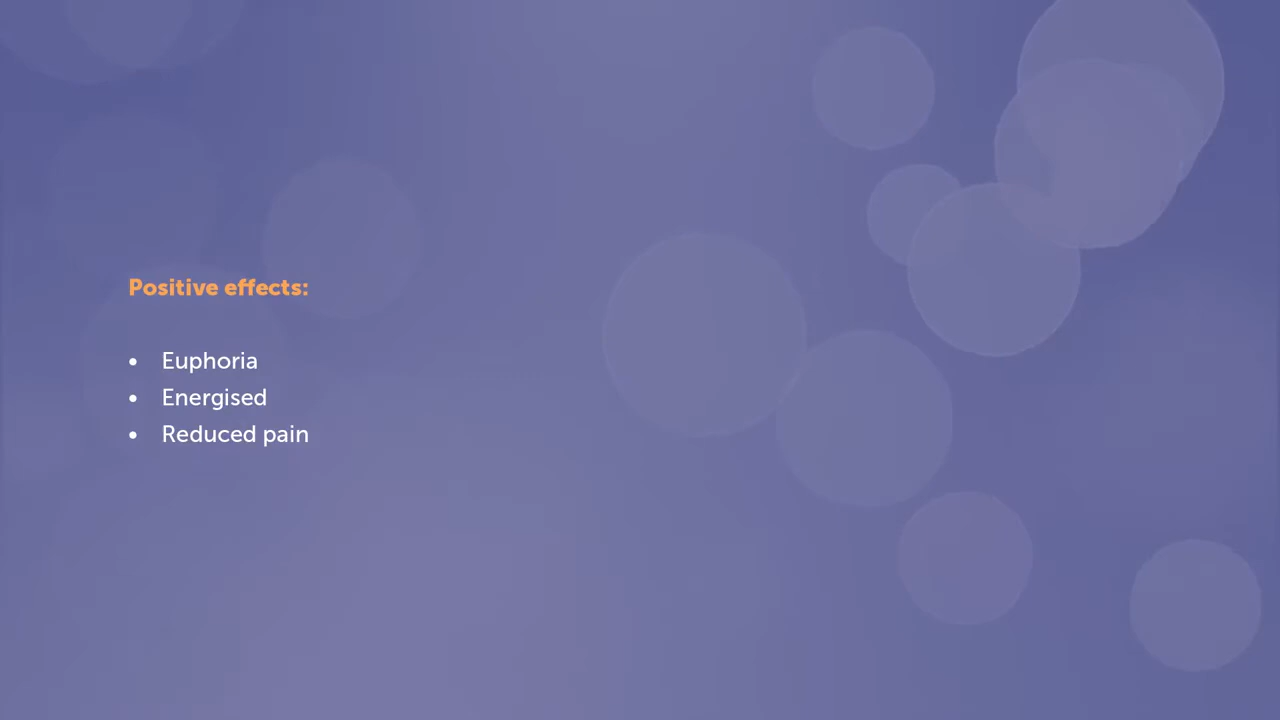 Positive effects:
• Euphoria
• Energised
• Reduced pain